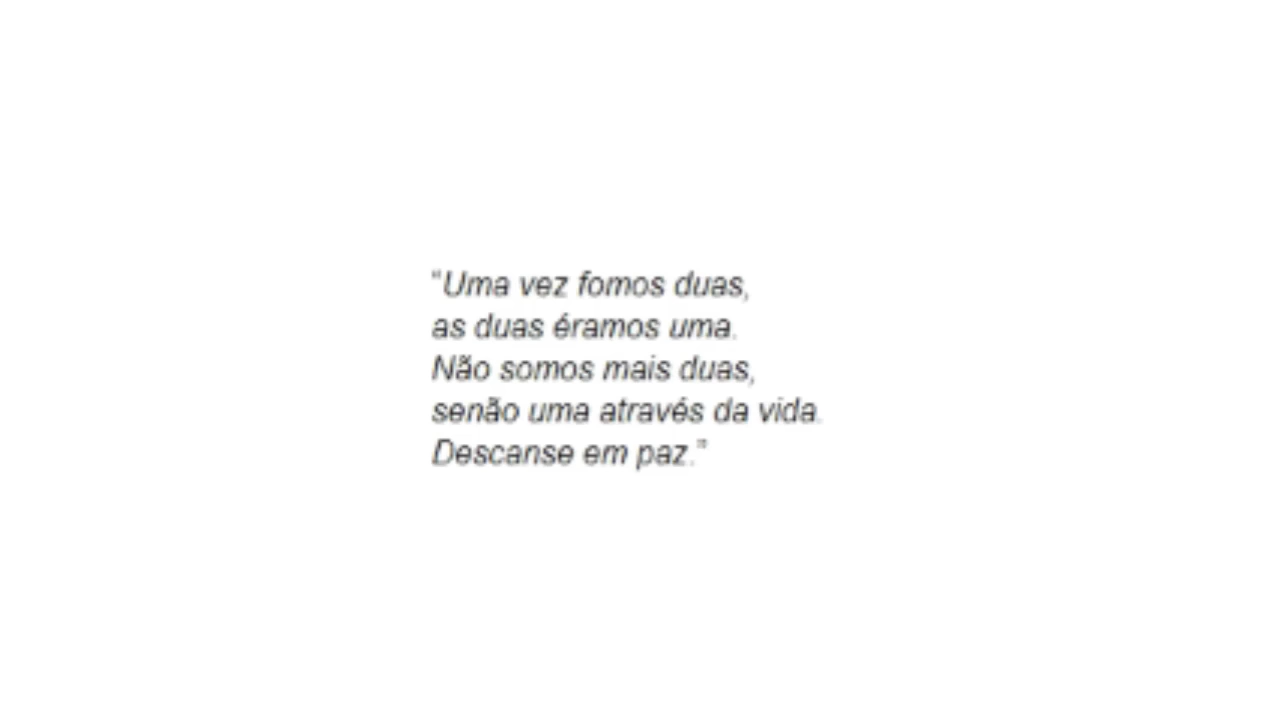 “Uma vez fomos duas,
as duas éramos uma.
Não somos mais duas,
senão uma através da vida.
Descanse em paz.”